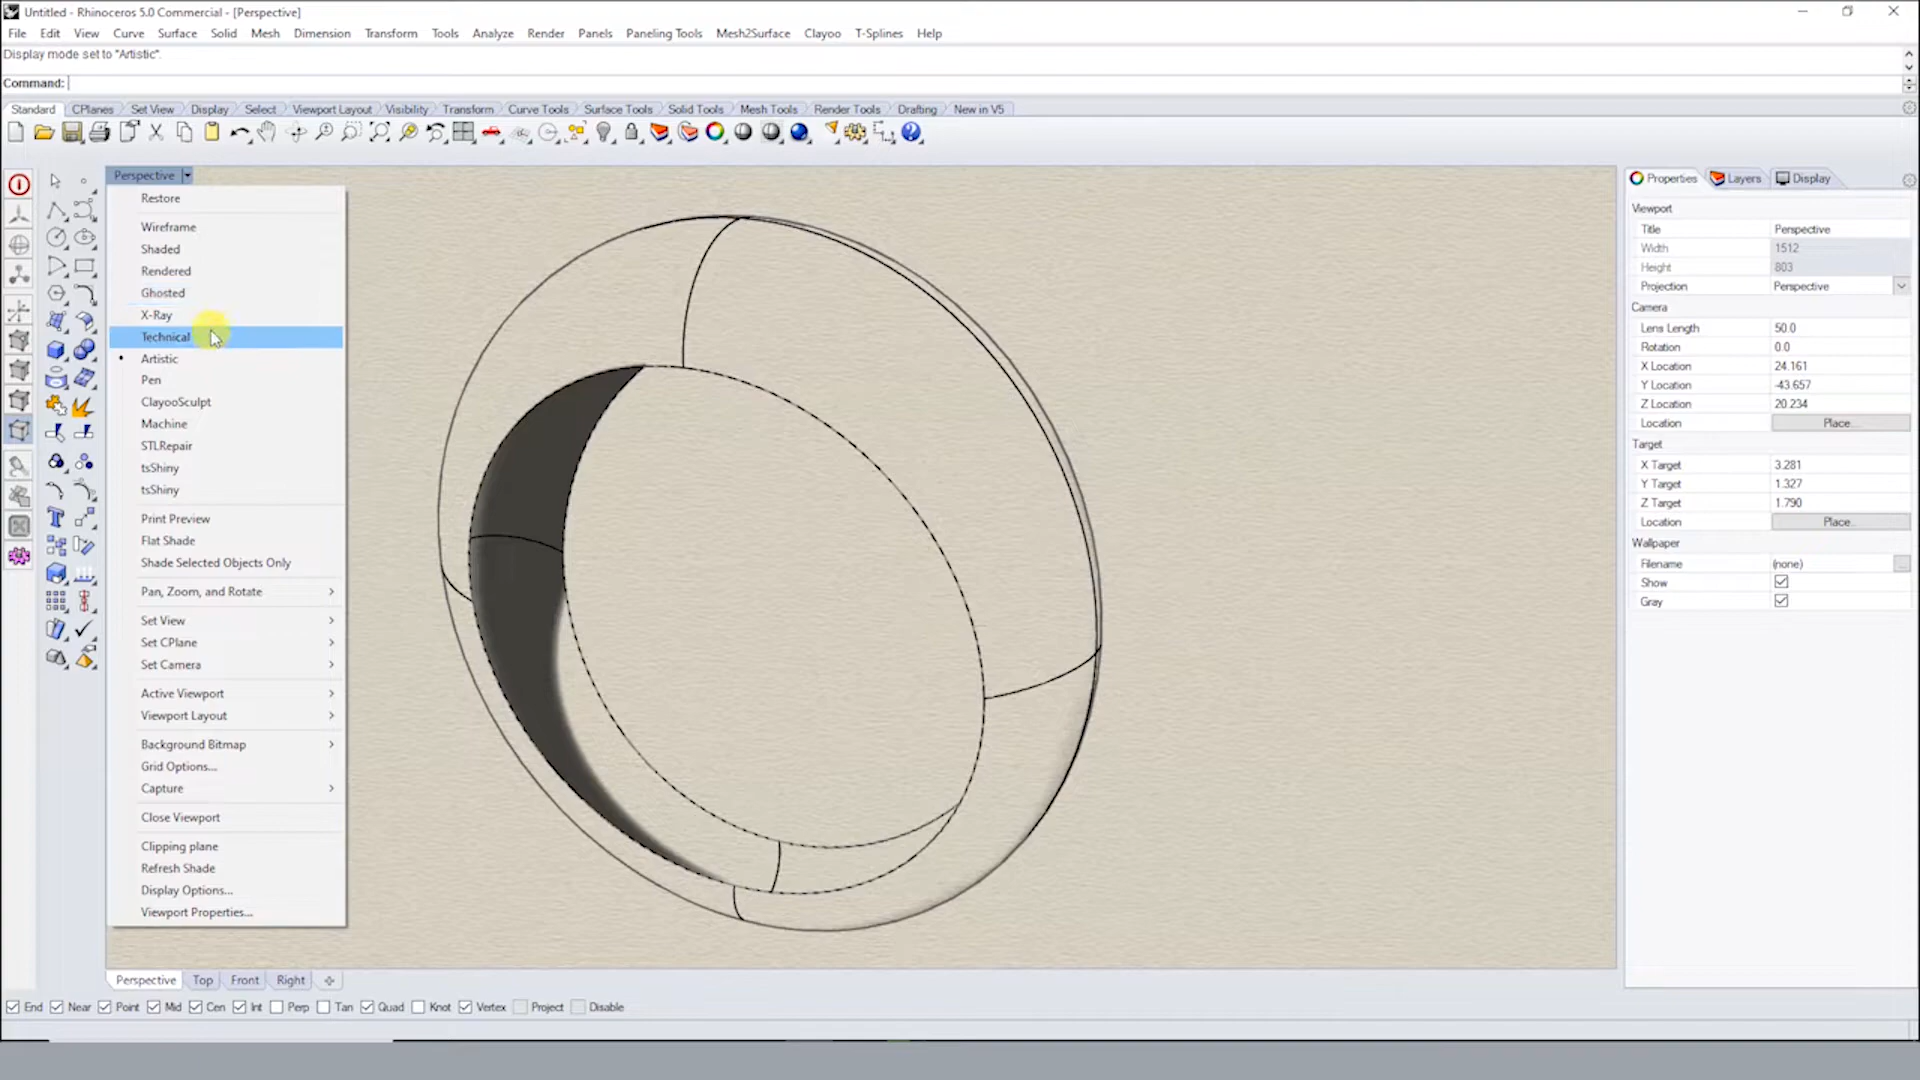 Untitled - Rhinoceros 5.0 Commercial - [Perspective]
File Edit View Curve Surface Solid Mesh Dimension Transform Tools Analyze Render Panels Paneling Tools Mesh2Surface Clayoo T-Splines Help
Display mode set to "Artistic".
Command:
Standard CPlanes Set View Display Select Viewport Layout Visibility Transform Curve Tools Surface Tools Solid Tools Mesh Tools Render Tools Drafting New in V5
Perspective
Restore
Wireframe
Shaded
Rendered
Ghosted
X-Ray
Technical
Artistic
Pen
ClayooSculpt
Machine
STLRepair
tsShiny
tsShiny
Print Preview
Flat Shade
Shade Selected Objects Only
Pan, Zoom, and Rotate
Set View
Set CPlane
Set Camera
Active Viewport
Viewport Layout
Background Bitmap
Grid Options...
Capture
Close Viewport
Clipping plane
Refresh Shade
Display Options...
Viewport Properties...
Properties Layers Display
Viewport
Title Perspective
Width 1512
Height 803
Projection Perspective
Camera
Lens Length 50.0
Rotation 0.0
X Location 24.161
Y Location -43.657
Z Location 20.234
Location Place...
Target
X Target 3.281
Y Target 1.327
Z Target 1.790
Location Place...
Wallpaper
Filename (none) ...
Show
Gray
Perspective Top Front Right
End Near Point Mid Cen Int Perp Tan Quad Knot Vertex Project Disable